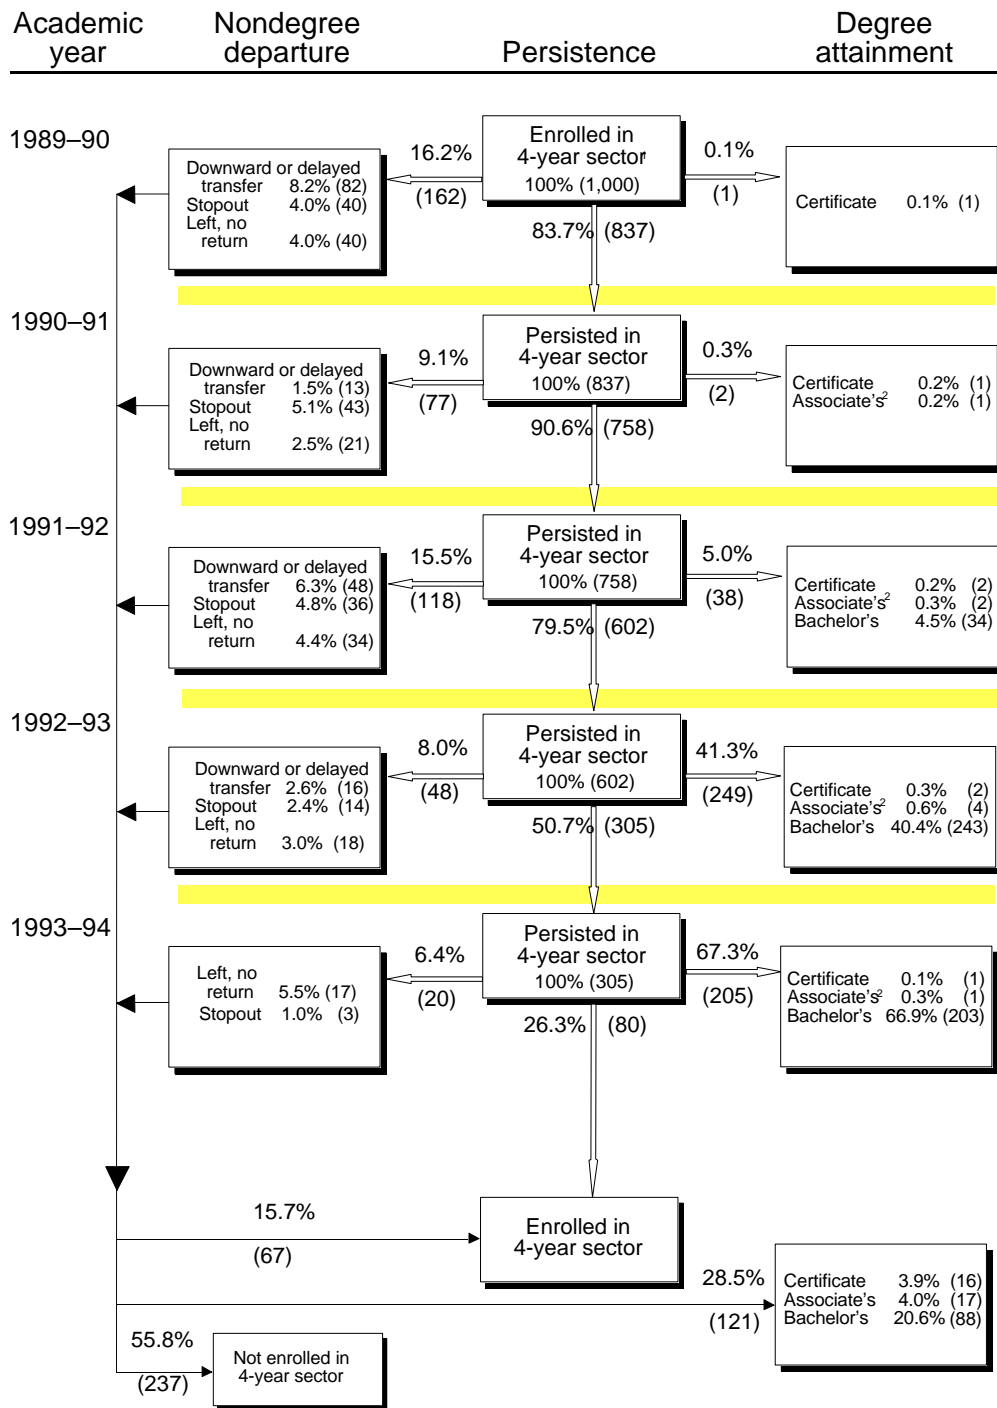 Academic year
Nondegree departure
Persistence
Degree attainment
1989–90
Downward or delayed
transfer 8.2% (82)
Stopout 4.0% (40)
Left, no
return 4.0% (40)
16.2%
(162)
Enrolled in
4-year sector¹
100% (1,000)
0.1%
(1)
Certificate 0.1% (1)
83.7% (837)
1990–91
Downward or delayed
transfer 1.5% (13)
Stopout 5.1% (43)
Left, no
return 2.5% (21)
9.1%
(77)
Persisted in
4-year sector
100% (837)
0.3%
(2)
Certificate 0.2% (1)
Associate's² 0.2% (1)
90.6% (758)
1991–92
Downward or delayed
transfer 6.3% (48)
Stopout 4.8% (36)
Left, no
return 4.4% (34)
15.5%
(118)
Persisted in
4-year sector
100% (758)
5.0%
(38)
Certificate 0.2% (2)
Associate's² 0.3% (2)
Bachelor's 4.5% (34)
79.5% (602)
1992–93
Downward or delayed
transfer 2.6% (16)
Stopout 2.4% (14)
Left, no
return 3.0% (18)
8.0%
(48)
Persisted in
4-year sector
100% (602)
41.3%
(249)
Certificate 0.3% (2)
Associate's² 0.6% (4)
Bachelor's 40.4% (243)
50.7% (305)
1993–94
Left, no
return 5.5% (17)
Stopout 1.0% (3)
6.4%
(20)
Persisted in
4-year sector
100% (305)
67.3%
(205)
Certificate 0.1% (1)
Associate's² 0.3% (1)
Bachelor's 66.9% (203)
26.3% (80)
15.7%
(67)
Enrolled in
4-year sector
28.5%
(121)
Certificate 3.9% (16)
Associate's 4.0% (17)
Bachelor's 20.6% (88)
55.8%
(237)
Not enrolled in
4-year sector